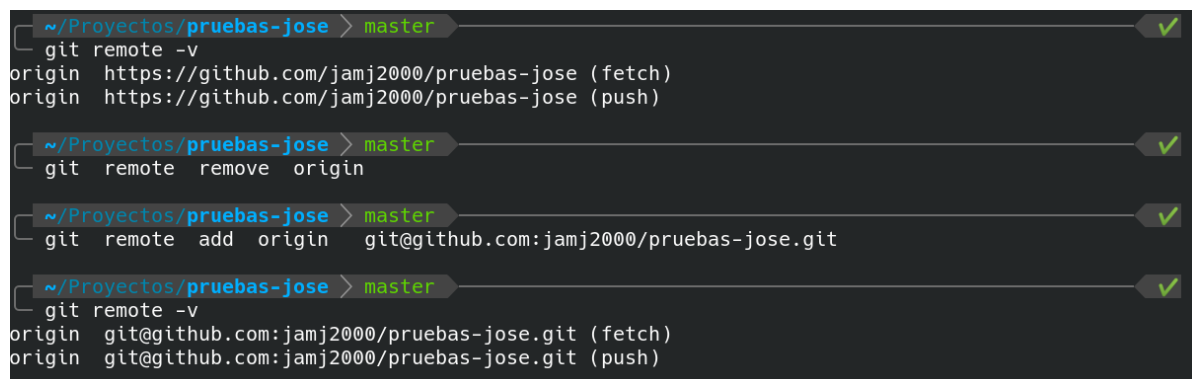 ~/Proyectos/pruebas-jose master ✔
git remote -v
origin  https://github.com/jamj2000/pruebas-jose (fetch)
origin  https://github.com/jamj2000/pruebas-jose (push)
~/Proyectos/pruebas-jose master ✔
git  remote  remove  origin
~/Proyectos/pruebas-jose master ✔
git  remote  add  origin   git@github.com:jamj2000/pruebas-jose.git
~/Proyectos/pruebas-jose master ✔
git remote -v
origin  git@github.com:jamj2000/pruebas-jose.git (fetch)
origin  git@github.com:jamj2000/pruebas-jose.git (push)